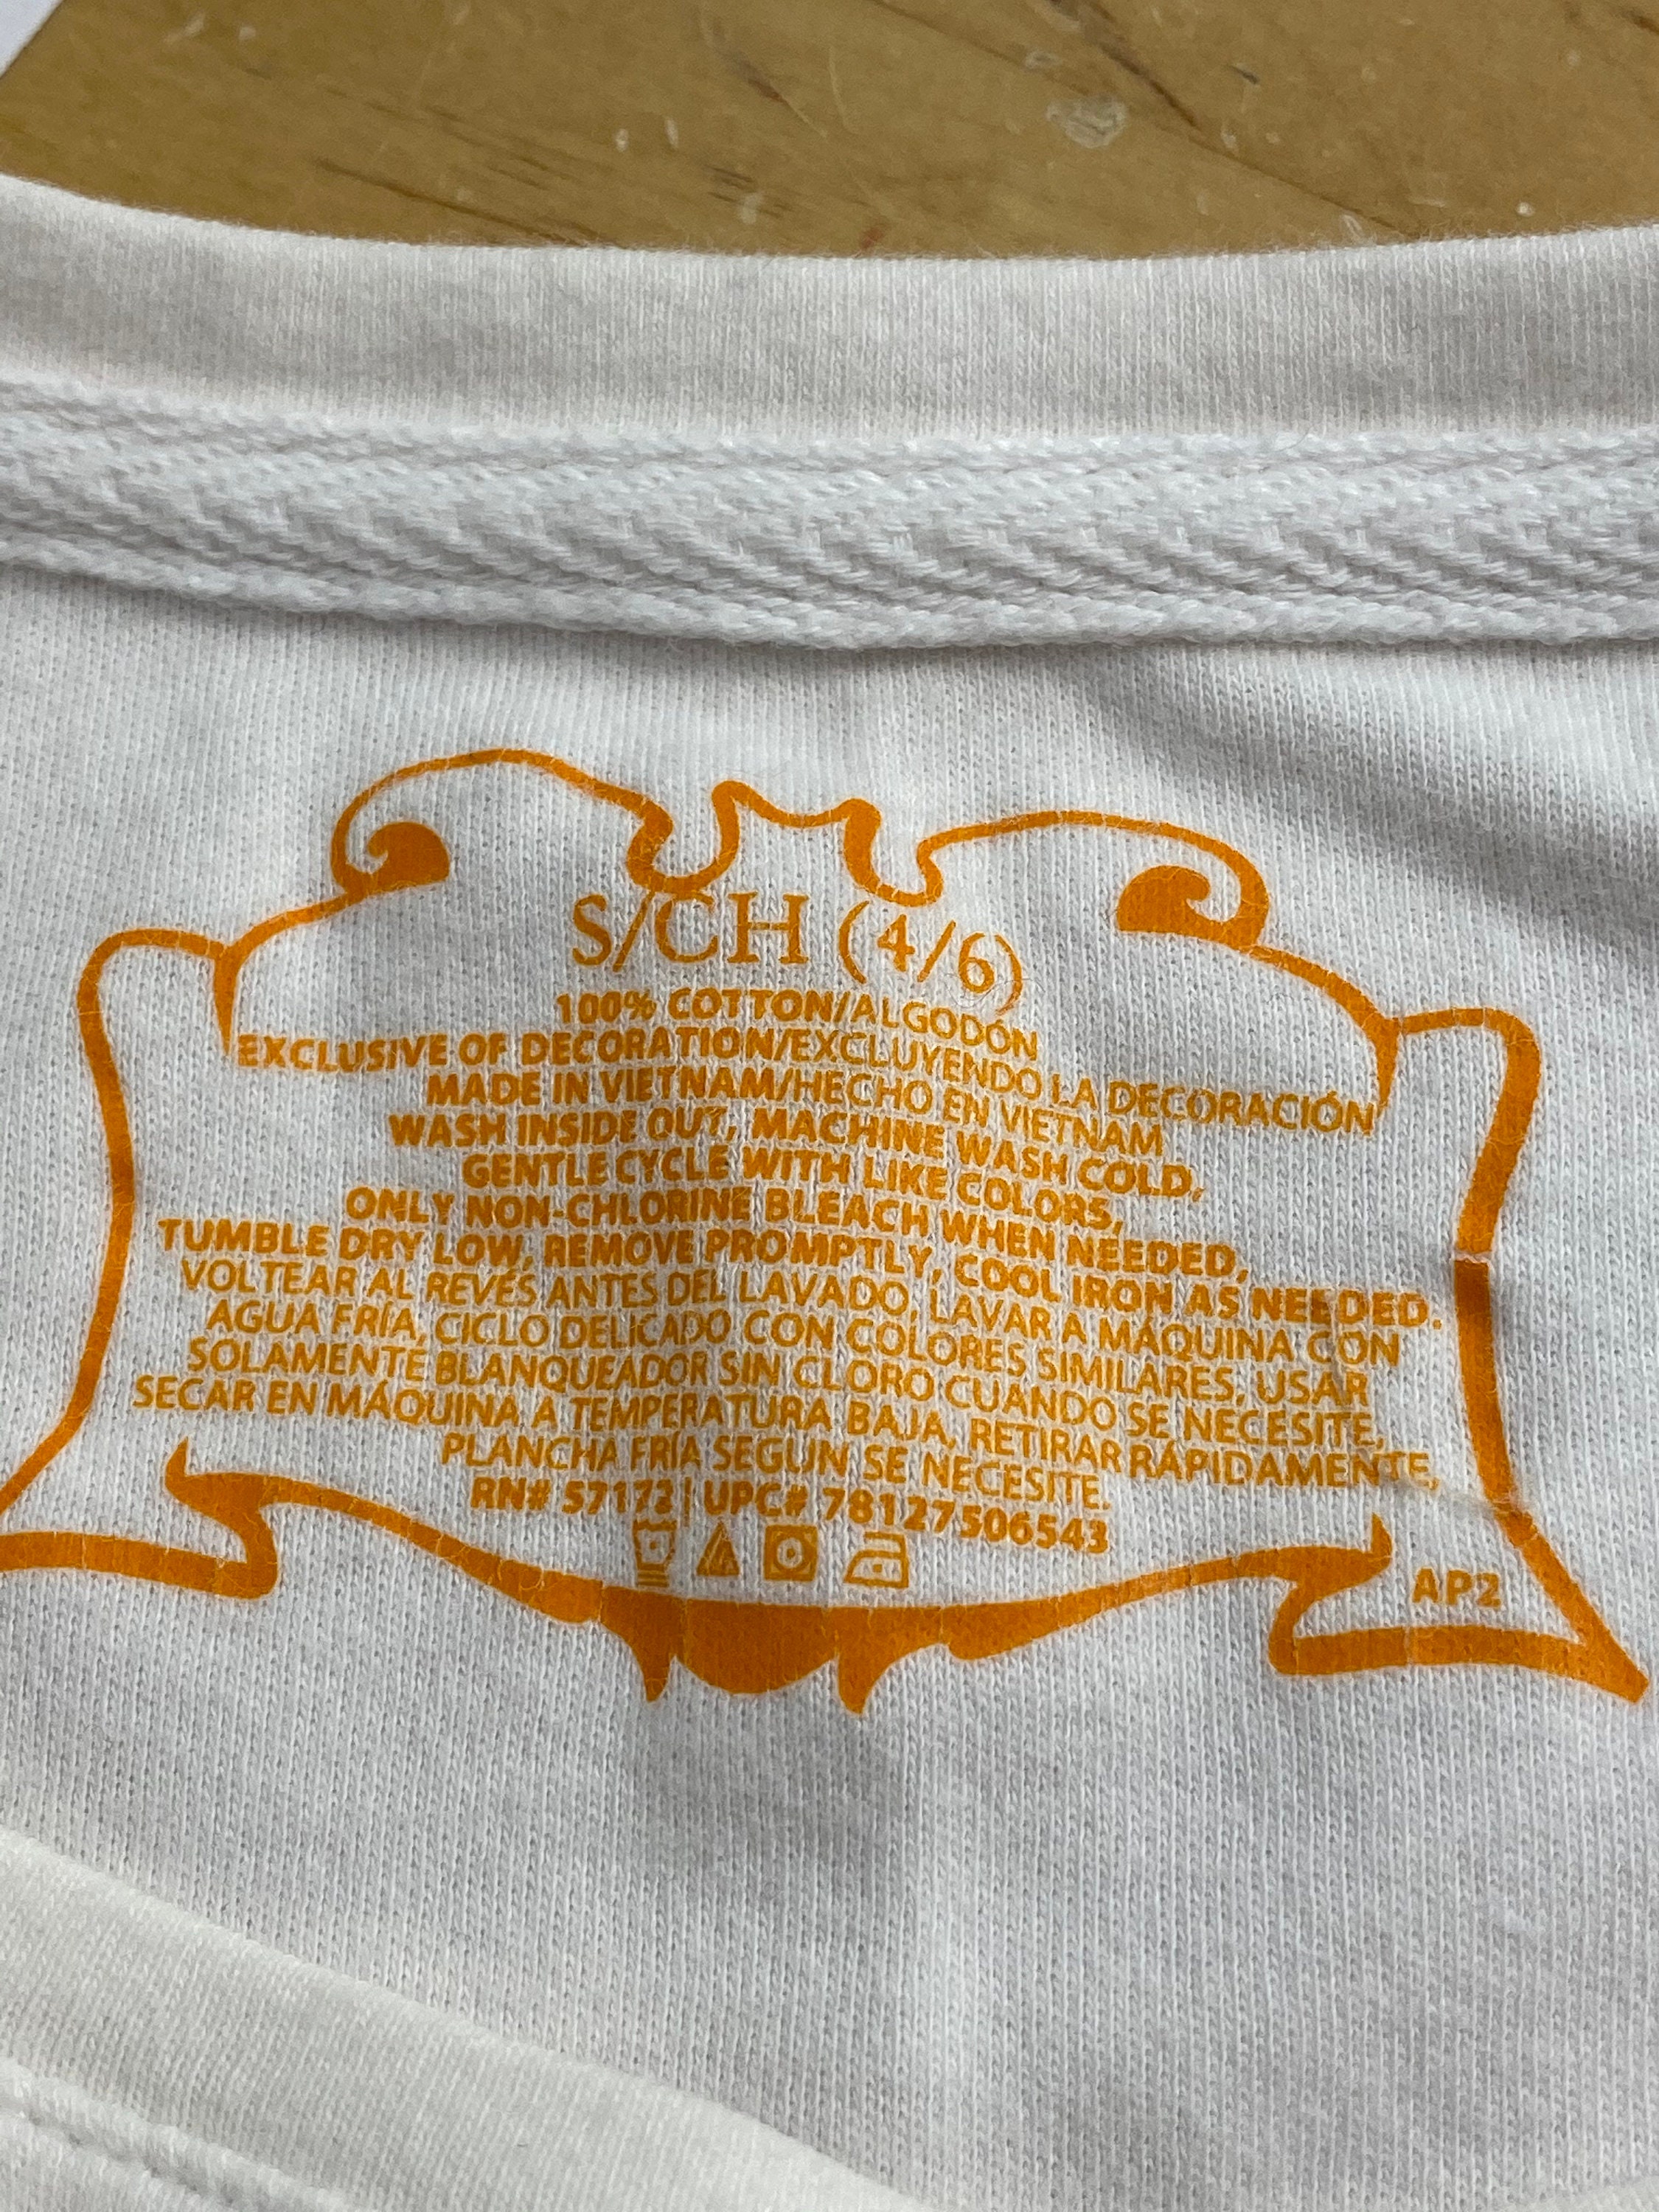 S/CH (4/6)
100% COTTON/ALGODÓN
EXCLUSIVE OF DECORATION/EXCLUYENDO LA DECORACIÓN
MADE IN VIETNAM/HECHO EN VIETNAM
WASH INSIDE OUT, MACHINE WASH COLD,
GENTLE CYCLE WITH LIKE COLORS,
ONLY NON-CHLORINE BLEACH WHEN NEEDED,
TUMBLE DRY LOW, REMOVE PROMPTLY, COOL IRON AS NEEDED.
VOLTEAR AL REVÉS ANTES DEL LAVADO, LAVAR A MÁQUINA CON
AGUA FRÍA, CICLO DELICADO CON COLORES SIMILARES, USAR
SOLAMENTE BLANQUEADOR SIN CLORO CUANDO SE NECESITE,
SECAR EN MÁQUINA A TEMPERATURA BAJA, RETIRAR RÁPIDAMENTE,
PLANCHA FRÍA SEGÚN SE NECESITE.
RN# 57172 | UPC# 78127506543
AP2